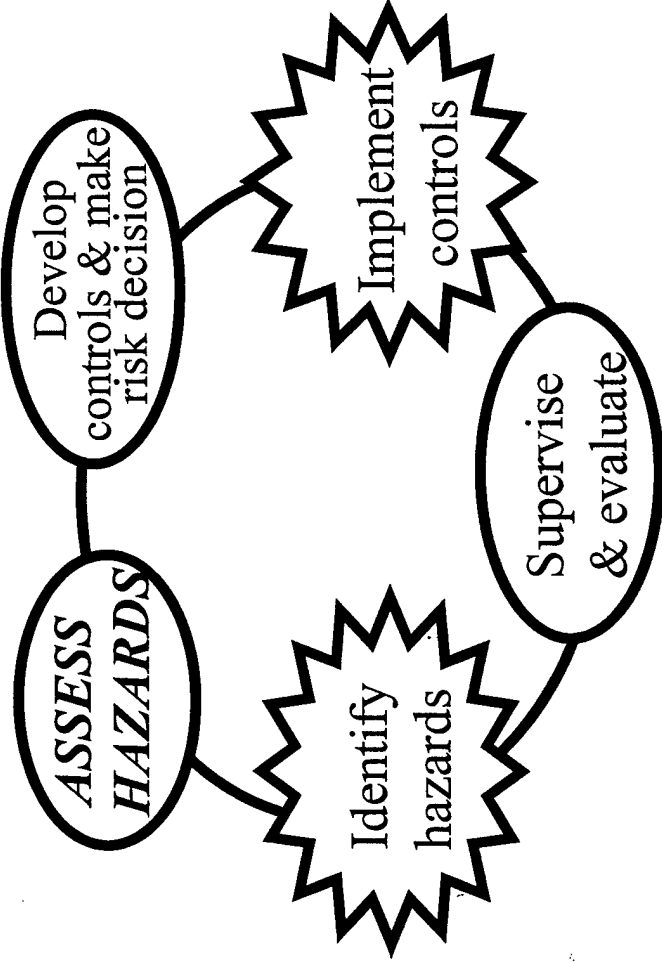 ASSESS
HAZARDS
Develop
controls & make
risk decision
Identify
hazards
Implement
controls
Supervise
& evaluate